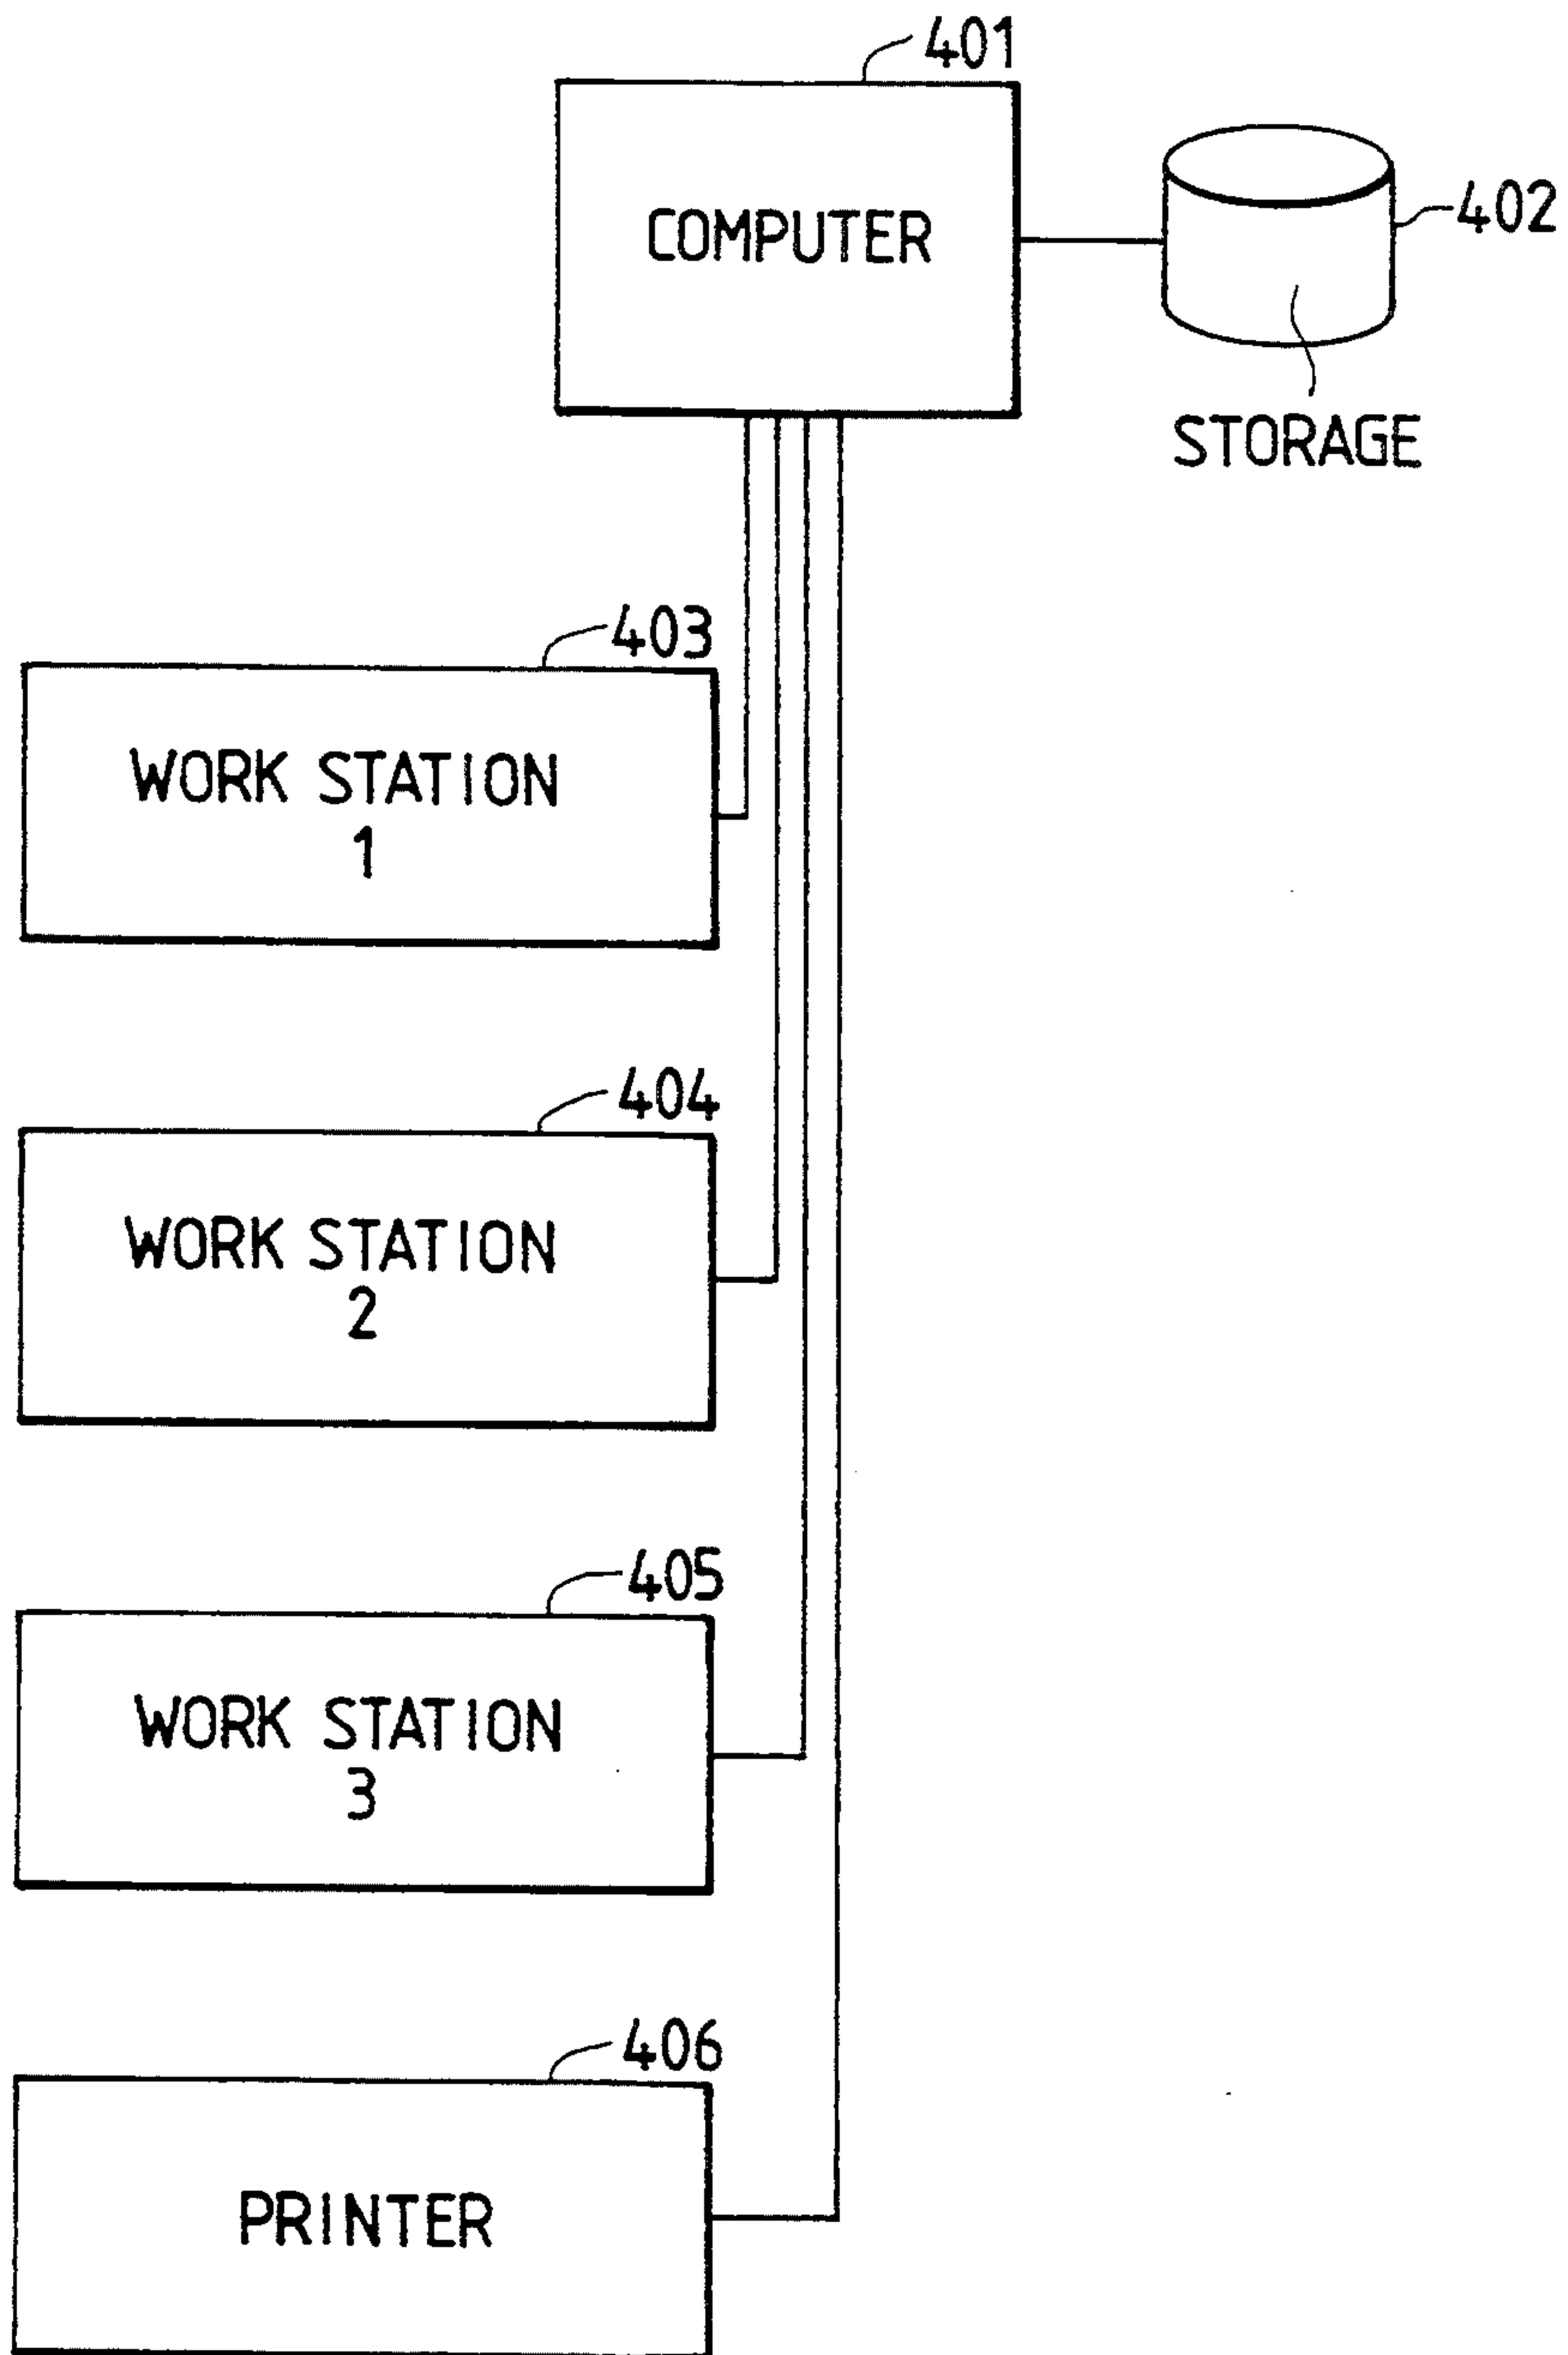 401
COMPUTER
402
STORAGE
403
WORK STATION
1
404
WORK STATION
2
405
WORK STATION
3
406
PRINTER